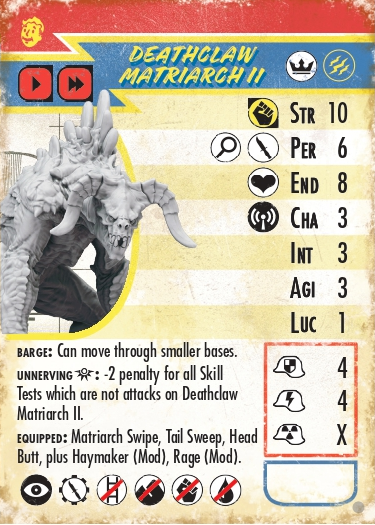 DEATHCLAW
MATRIARCH II
STR 10
PER 6
END 8
CHA 3
INT 3
AGI 3
LUC 1
BARGE: Can move through smaller bases.
UNNERVING : -2 penalty for all Skill
Tests which are not attacks on Deathclaw
Matriarch II.
EQUIPPED: Matriarch Swipe, Tail Sweep, Head
Butt, plus Haymaker (Mod), Rage (Mod).
4
4
X